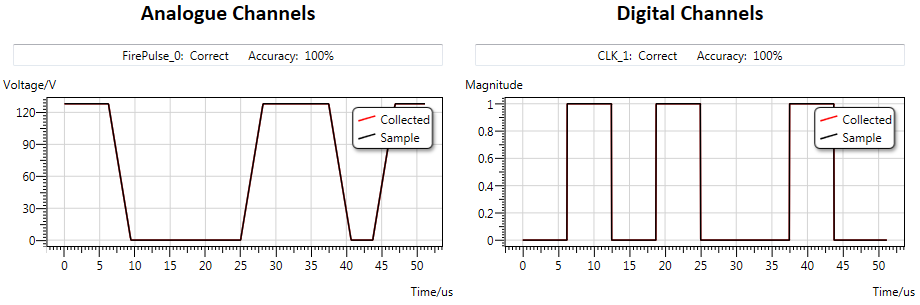 Analogue Channels
FirePulse_0: Correct Accuracy: 100%
Voltage/V
120
90
60
30
0
Collected
Sample
0 5 10 15 20 25 30 35 40 45 50
Time/us
Digital Channels
CLK_1: Correct Accuracy: 100%
Magnitude
1
0.8
0.6
0.4
0.2
0
Collected
Sample
0 5 10 15 20 25 30 35 40 45 50
Time/us